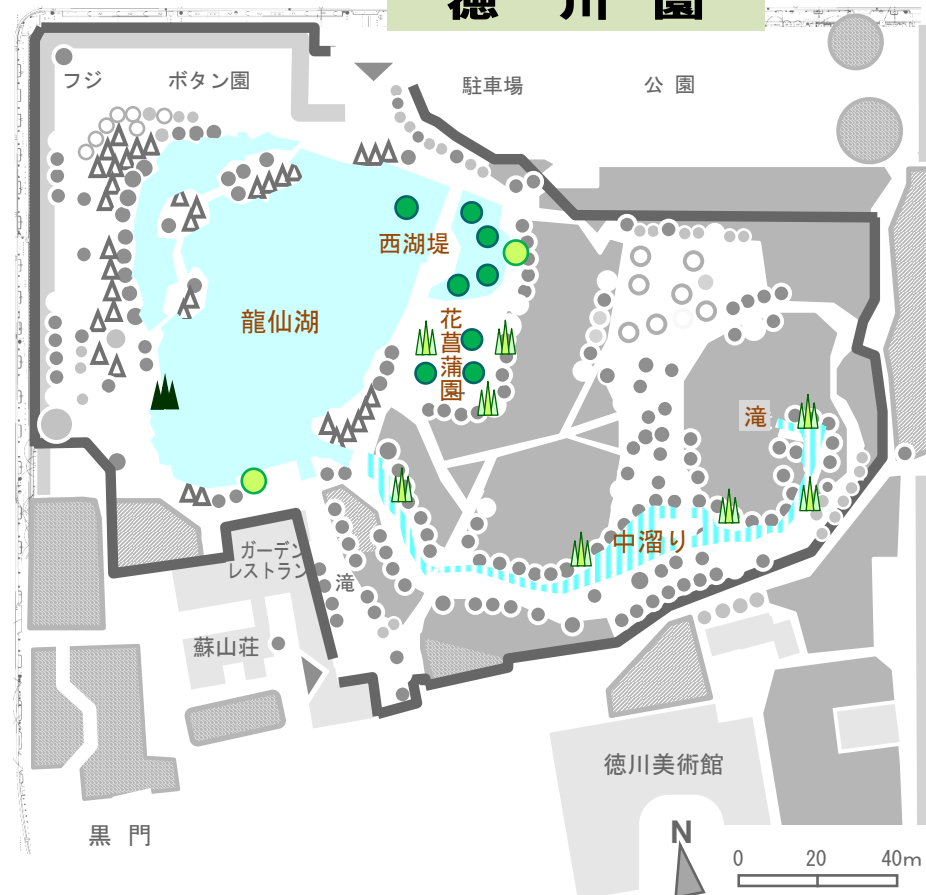 徳川園
フジ
ボタン園
駐車場
公園
西湖堤
龍仙湖
花菖蒲園
滝
中溜り
ガーデン
レストラン
滝
蘇山荘
徳川美術館
黒門
N
0 20 40m